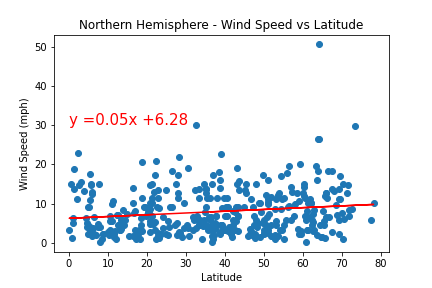 Northern Hemisphere - Wind Speed vs Latitude
50
40
30
20
10
0
Wind Speed (mph)
y =0.05x +6.28
0 10 20 30 40 50 60 70 80
Latitude